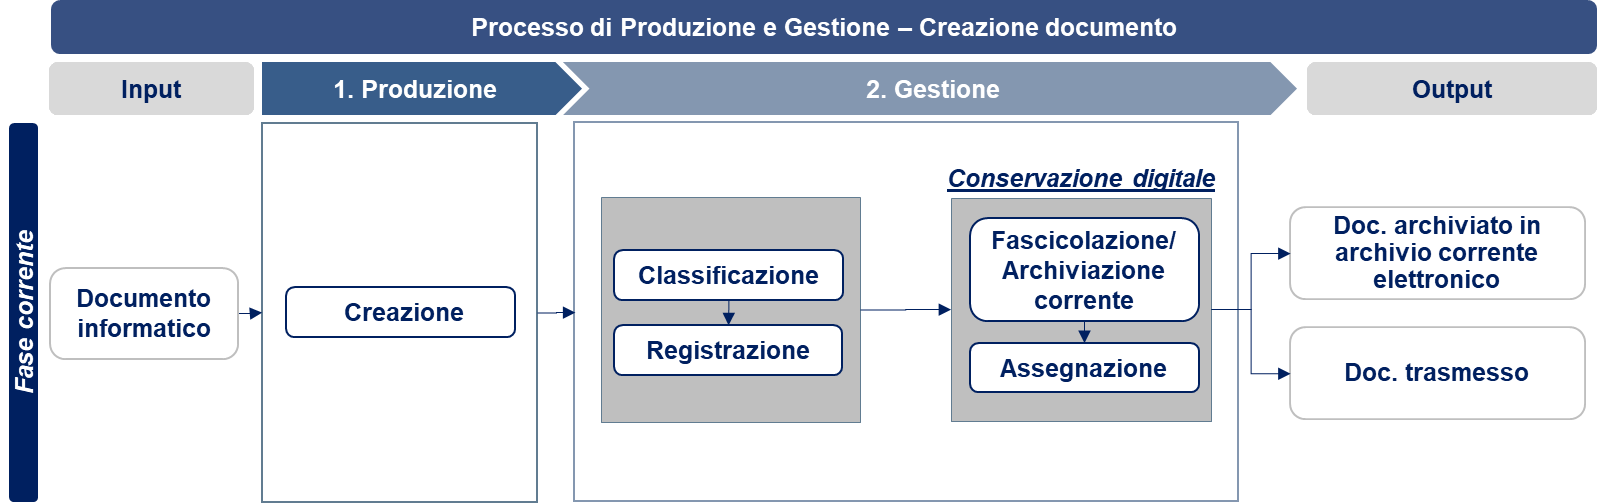 Processo di Produzione e Gestione – Creazione documento
Input
1. Produzione
2. Gestione
Output
Fase corrente
Documento
informatico
Creazione
Classificazione
Registrazione
Conservazione digitale
Fascicolazione/
Archiviazione
corrente
Assegnazione
Doc. archiviato in
archivio corrente
elettronico
Doc. trasmesso